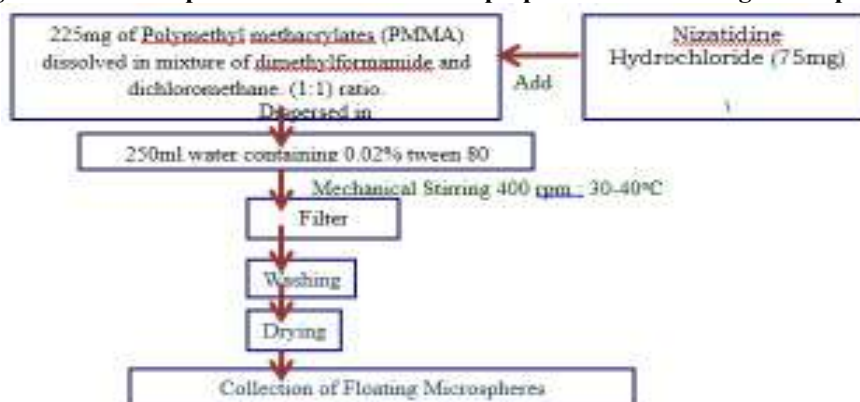 225mg of Polymethyl methacrylates (PMMA)
dissolved in mixture of dimethylformamide and
dichloromethane. (1:1) ratio.
Dispersed in
Nizatidine
Hydrochloride (75mg)
Add
250ml water containing 0.02% tween 80
Mechanical Stirring 400 rpm : 30-40°C
Filter
Washing
Drying
Collection of Floating Microspheres